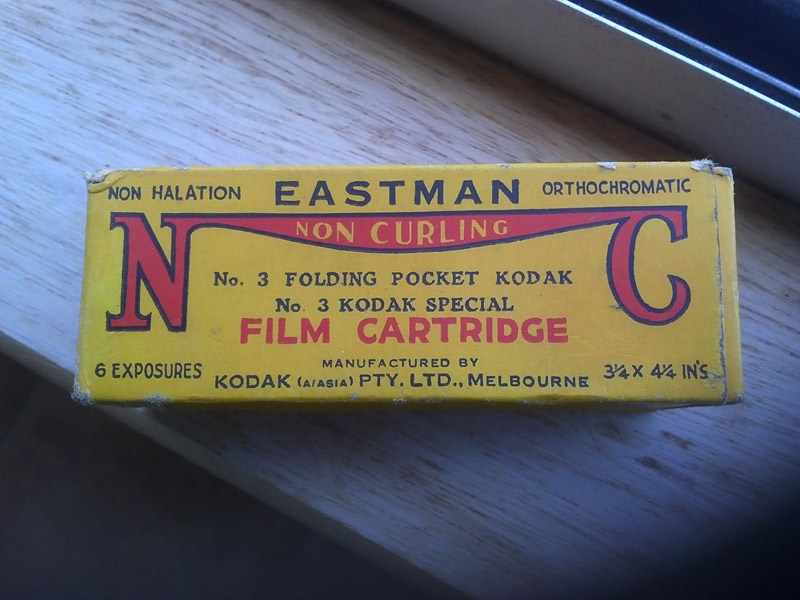 NON HALATION EASTMAN ORTHOCHROMATIC
N NON CURLING C
No. 3 FOLDING POCKET KODAK
No. 3 KODAK SPECIAL
FILM CARTRIDGE
6 EXPOSURES MANUFACTURED BY 3¼ X 4¼ IN'S
KODAK (A/ASIA) PTY. LTD., MELBOURNE